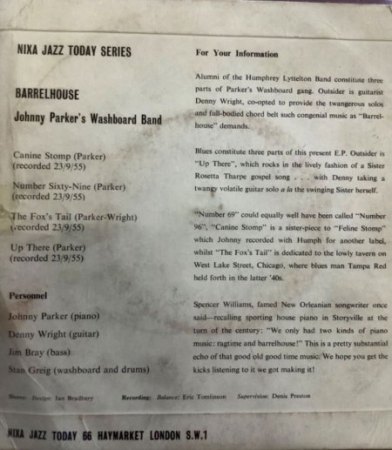 NIXA JAZZ TODAY SERIES
BARRELHOUSE
Johnny Parker's Washboard Band
Canine Stomp (Parker)
(recorded 23/9/55)
Number Sixty-Nine (Parker)
(recorded 23/9/55)
The Fox's Tail (Parker-Wright)
(recorded 23/9/55)
Up There (Parker)
(recorded 23/9/55)
Personnel
Johnny Parker (piano)
Denny Wright (guitar)
Jim Bray (bass)
Stan Greig (washboard and drums)
For Your Information
Alumni of the Humphrey Lyttelton Band constitute three
parts of Parker's Washboard gang. Outsider is guitarist
Denny Wright, co-opted to provide the twangerous solos
and full-bodied chord belt such congenial music as "Barrel-
house" demands.
Blues constitute three parts of this present E.P. Outsider is
"Up There", which rocks in the lively fashion of a Sister
Rosetta Tharpe gospel song . . . with Denny taking a
twangy volatile guitar solo a la the swinging Sister herself.
"Number 69" could equally well have been called "Number
96", "Canine Stomp" is a sister-piece to "Feline Stomp"
which Johnny recorded with Humph for another label,
whilst "The Fox's Tail" is dedicated to the lowly tavern on
West Lake Street, Chicago, where blues man Tampa Red
held forth in the latter '40s.
Spencer Williams, famed New Orleanian songwriter once
said—recalling sporting house piano in Storyville at
the turn of the century: "We only had two kinds of piano
music: ragtime and barrelhouse!" This is a pretty substantial
echo of that good old good time music: We hope you get the
kicks listening to it we got making it!
Design: Ian Bradbery Recording: Balance: Eric Tomlinson Supervision: Denis Preston
NIXA JAZZ TODAY 66 HAYMARKET LONDON S.W.1